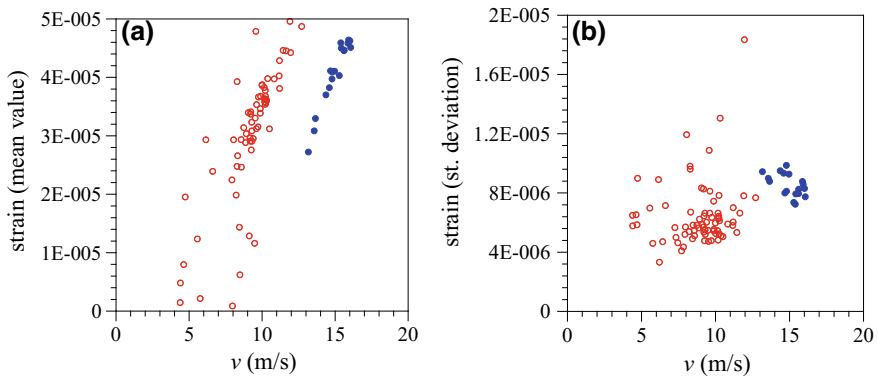 (a)
strain (mean value)
5E-005
4E-005
3E-005
2E-005
1E-005
0
0 5 10 15 20
v (m/s)
(b)
strain (st. deviation)
2E-005
1.6E-005
1.2E-005
8E-006
4E-006
0E+000
0 5 10 15 20
v (m/s)